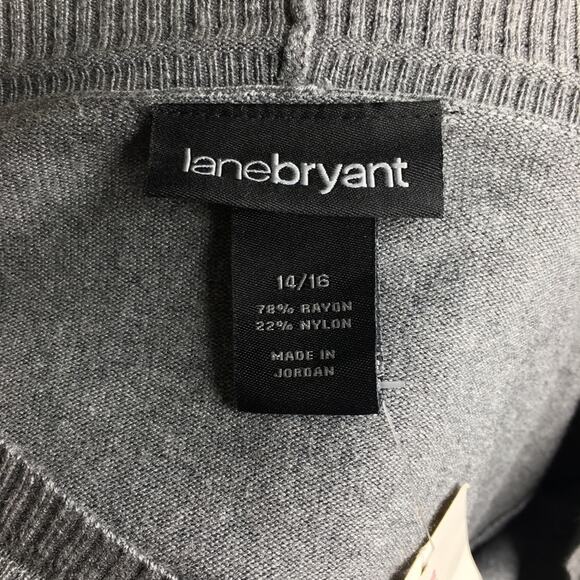 lanebryant
14/16
78% RAYON
22% NYLON
MADE IN
JORDAN